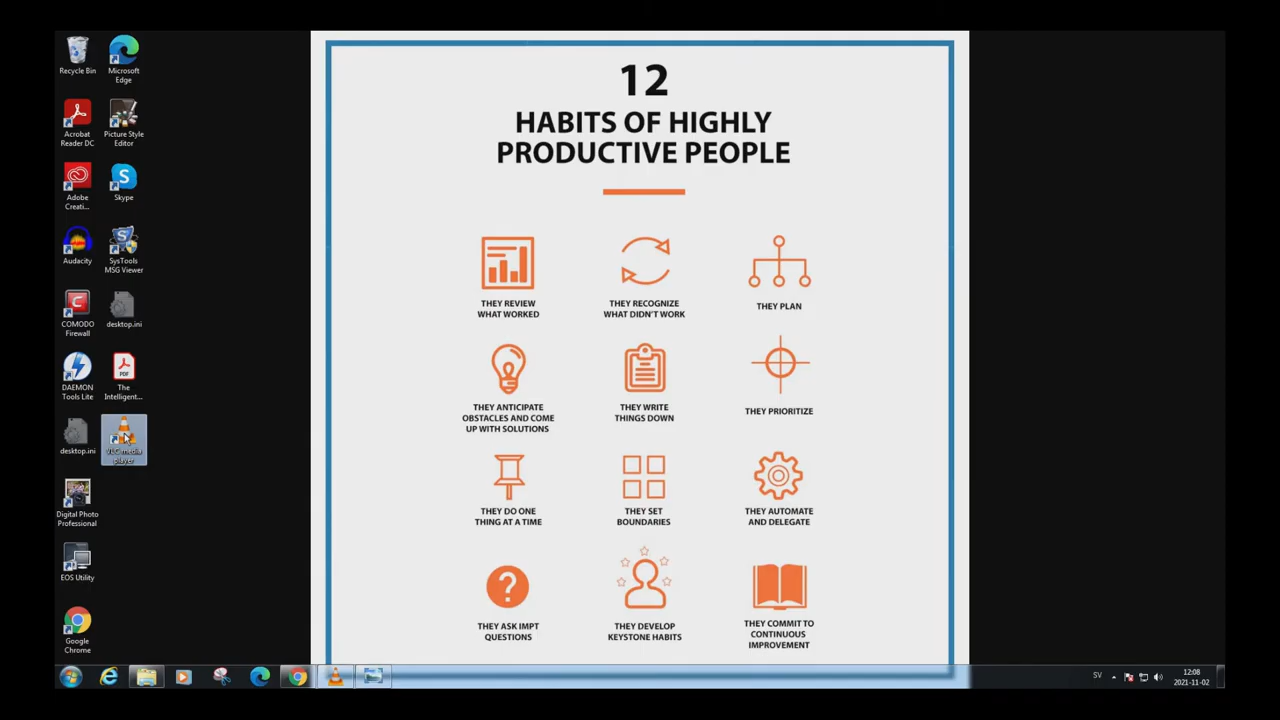 Recycle Bin
Microsoft
Edge
Acrobat
Reader DC
Picture Style
Editor
Adobe
Creati...
Skype
Audacity
SysTools
MSG Viewer
COMODO
Firewall
desktop.ini
DAEMON
Tools Lite
PDF
The
Intelligent...
desktop.ini
VLC media
player
Digital Photo
Professional
EOS Utility
Google
Chrome
12
HABITS OF HIGHLY
PRODUCTIVE PEOPLE
THEY REVIEW
WHAT WORKED
THEY RECOGNIZE
WHAT DIDN'T WORK
THEY PLAN
THEY ANTICIPATE
OBSTACLES AND COME
UP WITH SOLUTIONS
THEY WRITE
THINGS DOWN
THEY PRIORITIZE
THEY DO ONE
THING AT A TIME
THEY SET
BOUNDARIES
THEY AUTOMATE
AND DELEGATE
?
THEY ASK IMPT
QUESTIONS
THEY DEVELOP
KEYSTONE HABITS
THEY COMMIT TO
CONTINUOUS
IMPROVEMENT
SV
12:08
2021-11-02